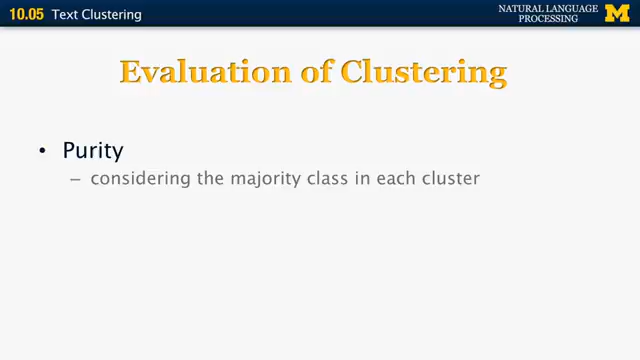 10.05 Text Clustering
NATURAL LANGUAGE
PROCESSING
M
Evaluation of Clustering
• Purity
– considering the majority class in each cluster